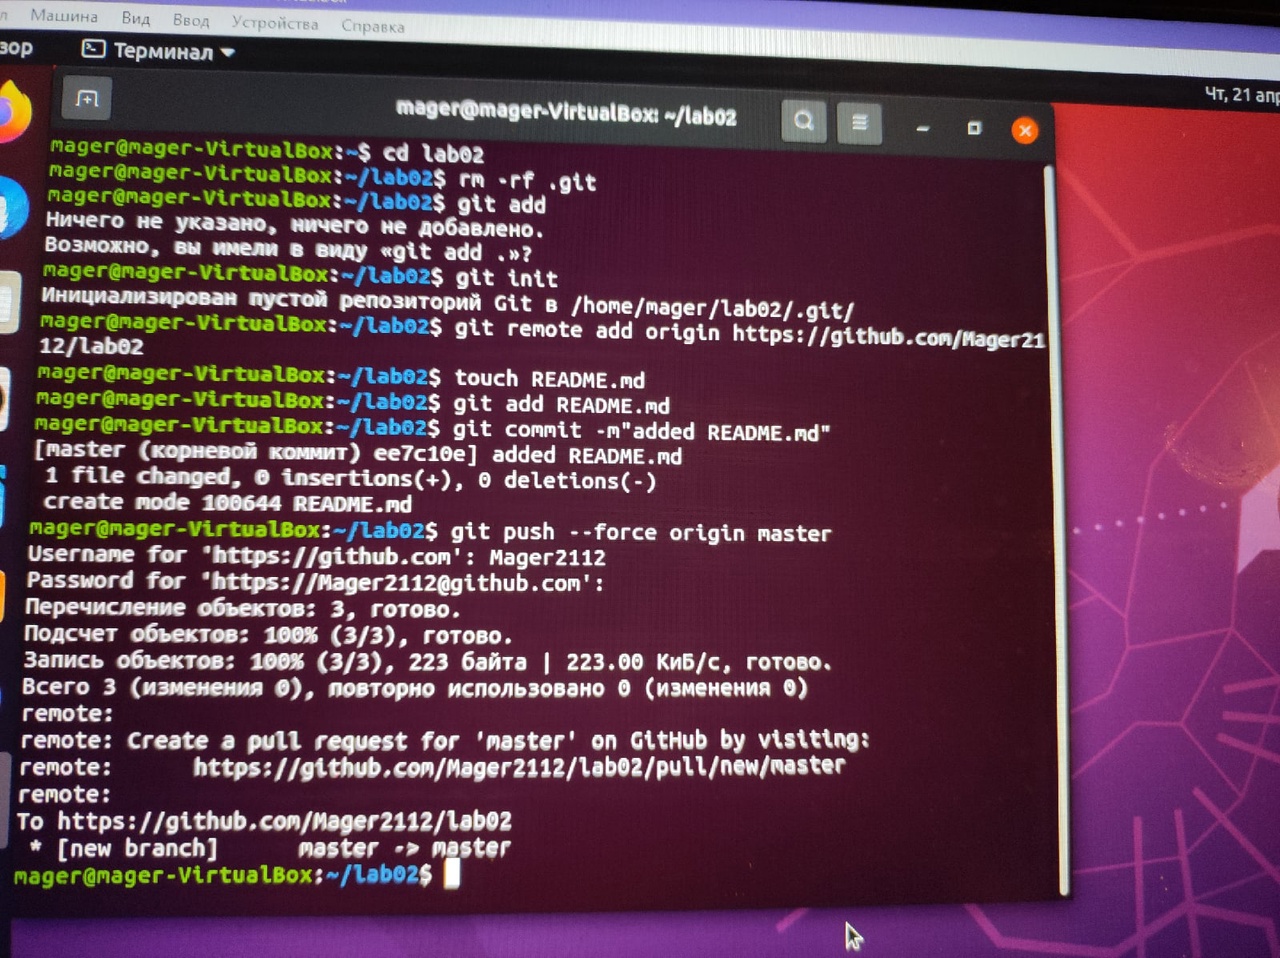 Машина Вид Ввод Устройства Справка
зор Терминал
Чт, 21 апр
mager@mager-VirtualBox: ~/lab02
mager@mager-VirtualBox:~$ cd lab02
mager@mager-VirtualBox:~/lab02$ rm -rf .git
mager@mager-VirtualBox:~/lab02$ git add
Ничего не указано, ничего не добавлено.
Возможно, вы имели в виду «git add .»?
mager@mager-VirtualBox:~/lab02$ git init
Инициализирован пустой репозиторий Git в /home/mager/lab02/.git/
mager@mager-VirtualBox:~/lab02$ git remote add origin https://github.com/Mager21
12/lab02
mager@mager-VirtualBox:~/lab02$ touch README.md
mager@mager-VirtualBox:~/lab02$ git add README.md
mager@mager-VirtualBox:~/lab02$ git commit -m"added README.md"
[master (корневой коммит) ee7c10e] added README.md
1 file changed, 0 insertions(+), 0 deletions(-)
create mode 100644 README.md
mager@mager-VirtualBox:~/lab02$ git push --force origin master
Username for 'https://github.com': Mager2112
Password for 'https://Mager2112@github.com':
Перечисление объектов: 3, готово.
Подсчет объектов: 100% (3/3), готово.
Запись объектов: 100% (3/3), 223 байта | 223.00 КиБ/с, готово.
Всего 3 (изменения 0), повторно использовано 0 (изменения 0)
remote:
remote: Create a pull request for 'master' on GitHub by visiting:
remote: https://github.com/Mager2112/lab02/pull/new/master
remote:
To https://github.com/Mager2112/lab02
* [new branch] master -> master
mager@mager-VirtualBox:~/lab02$